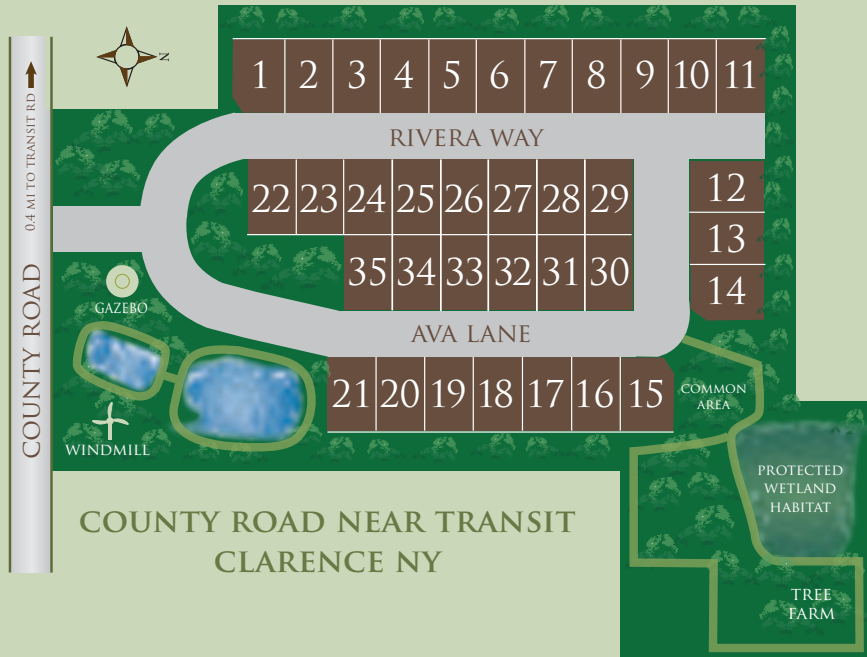 N
0.4 MI TO TRANSIT RD
COUNTY ROAD
1 2 3 4 5 6 7 8 9 10 11
RIVERA WAY
22 23 24 25 26 27 28 29
12
13
14
35 34 33 32 31 30
GAZEBO
AVA LANE
21 20 19 18 17 16 15
COMMON
AREA
WINDMILL
PROTECTED
WETLAND
HABITAT
COUNTY ROAD NEAR TRANSIT
CLARENCE NY
TREE
FARM